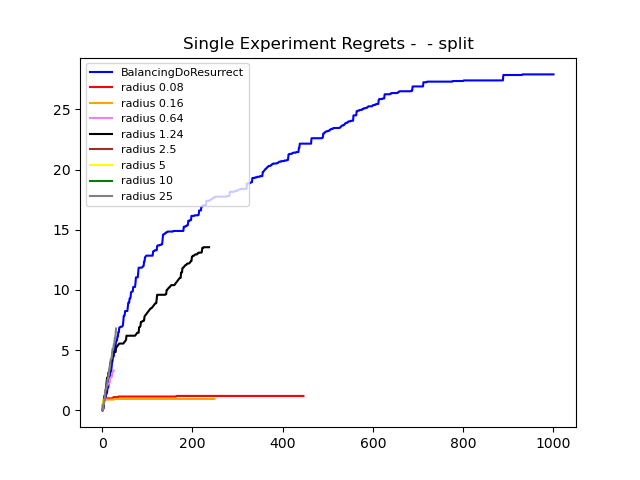 Single Experiment Regrets -  - split
BalancingDoResurrect
radius 0.08
radius 0.16
radius 0.64
radius 1.24
radius 2.5
radius 5
radius 10
radius 25
25
20
15
10
5
0
0 200 400 600 800 1000